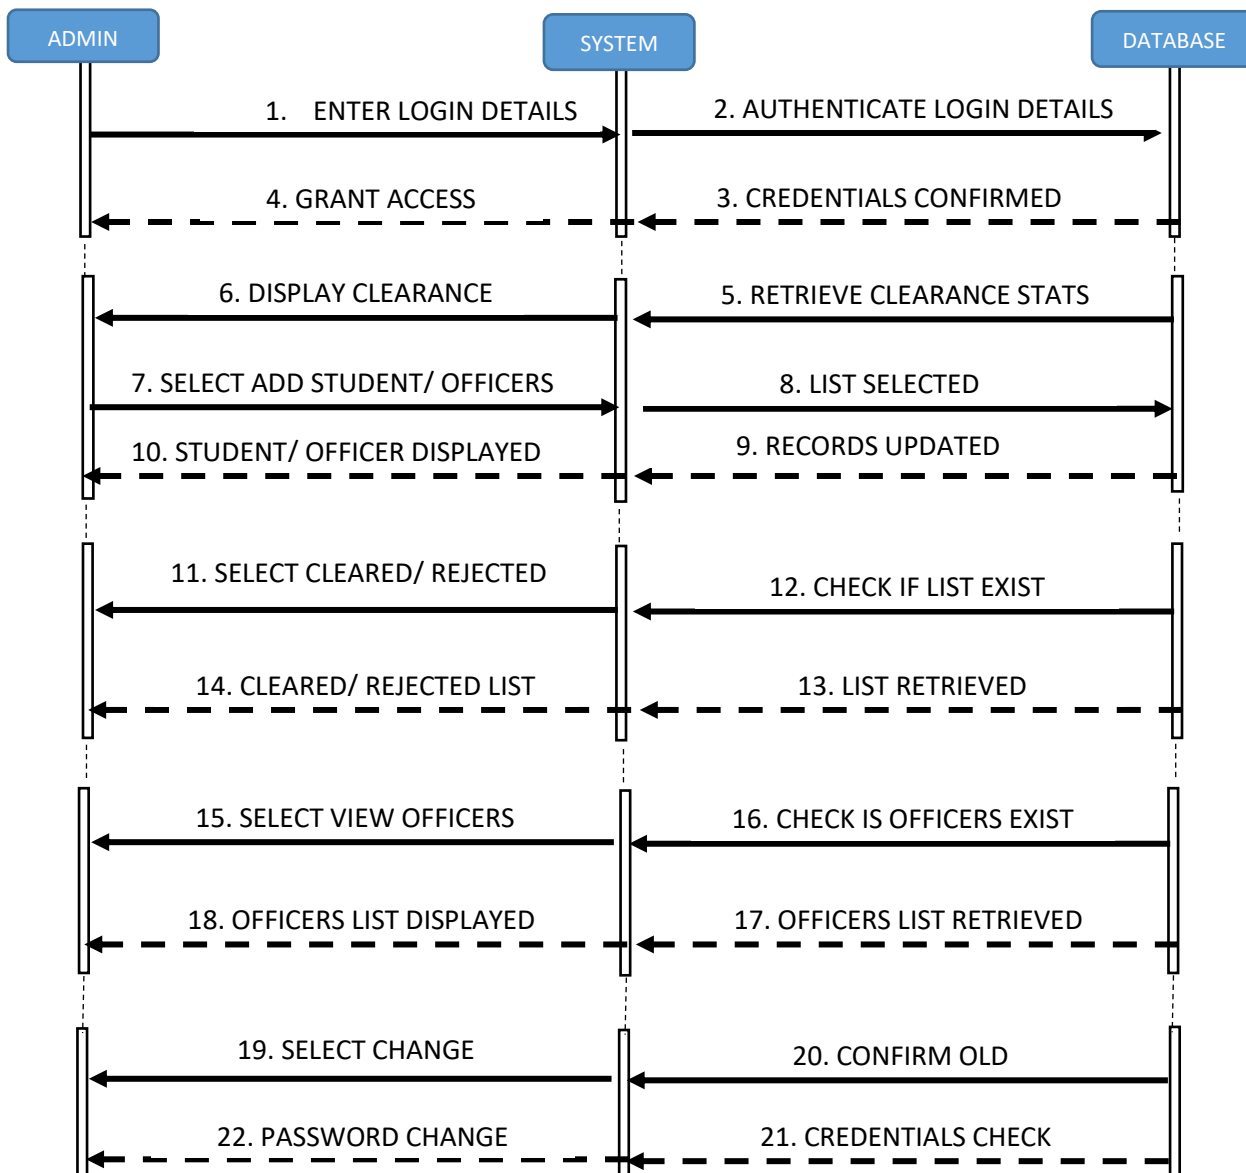 ADMIN
SYSTEM
DATABASE
1. ENTER LOGIN DETAILS
2. AUTHENTICATE LOGIN DETAILS
4. GRANT ACCESS
3. CREDENTIALS CONFIRMED
6. DISPLAY CLEARANCE
5. RETRIEVE CLEARANCE STATS
7. SELECT ADD STUDENT/ OFFICERS
8. LIST SELECTED
10. STUDENT/ OFFICER DISPLAYED
9. RECORDS UPDATED
11. SELECT CLEARED/ REJECTED
12. CHECK IF LIST EXIST
14. CLEARED/ REJECTED LIST
13. LIST RETRIEVED
15. SELECT VIEW OFFICERS
16. CHECK IS OFFICERS EXIST
18. OFFICERS LIST DISPLAYED
17. OFFICERS LIST RETRIEVED
19. SELECT CHANGE
20. CONFIRM OLD
22. PASSWORD CHANGE
21. CREDENTIALS CHECK